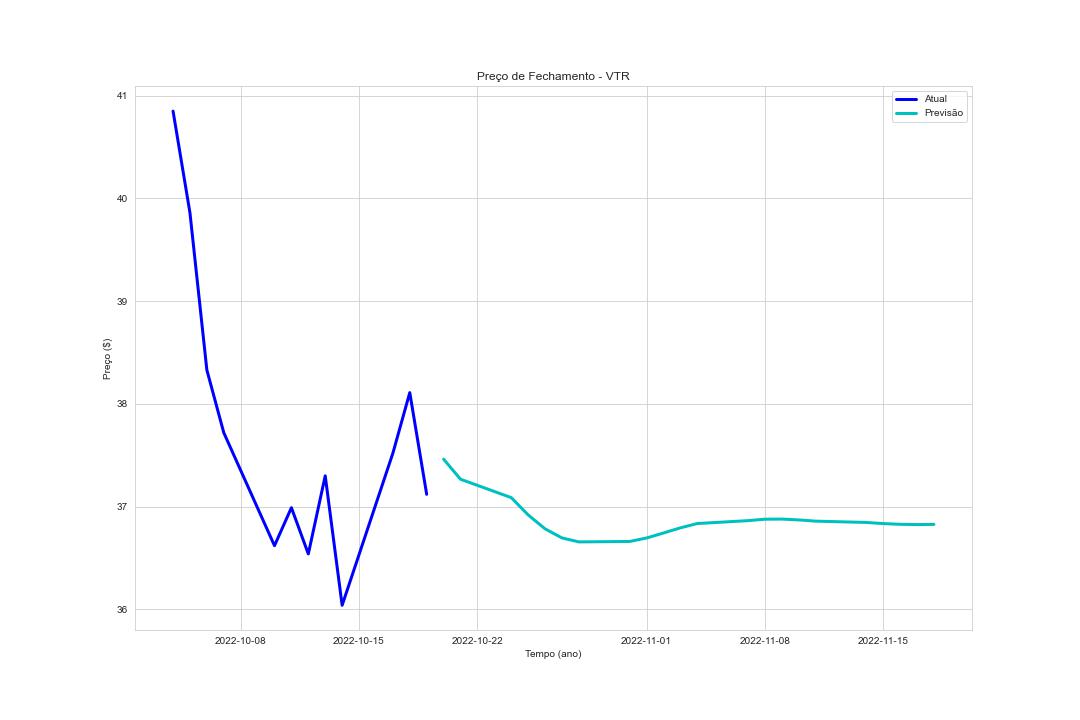 Preço de Fechamento - VTR
Atual
Previsão
41
40
39
38
37
36
Preço ($)
2022-10-08
2022-10-15
2022-10-22
2022-11-01
2022-11-08
2022-11-15
Tempo (ano)